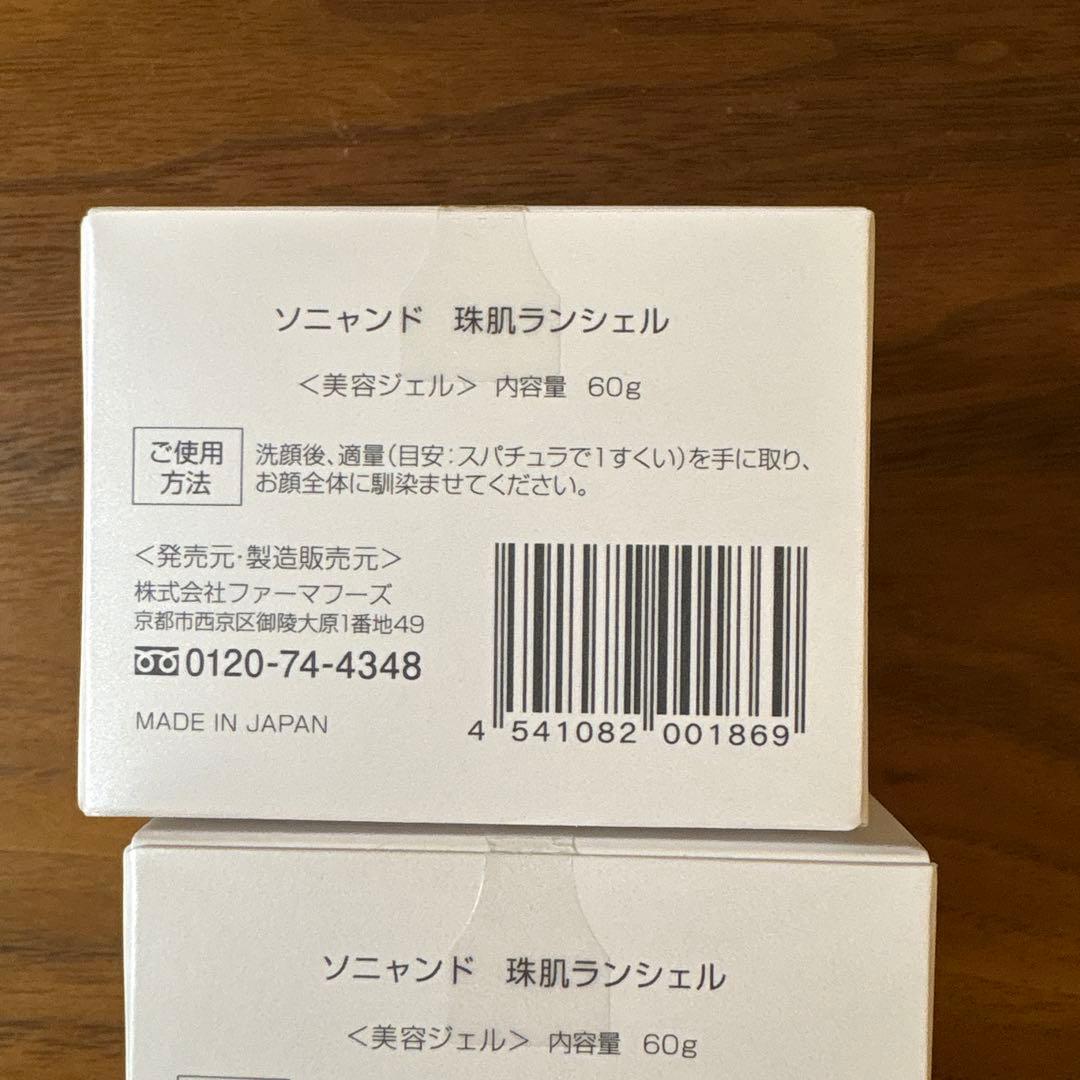 ソニャンド 珠肌ランシェル
＜美容ジェル＞ 内容量 60g
ご使用
方法
洗顔後、適量(目安:スパチュラで1すくい)を手に取り、
お顔全体に馴染ませてください。
＜発売元・製造販売元＞
株式会社ファーマフーズ
京都市西京区御陵大原1番地49
0120-74-4348
MADE IN JAPAN
4 541082 001869
ソニャンド 珠肌ランシェル
＜美容ジェル＞ 内容量 60g